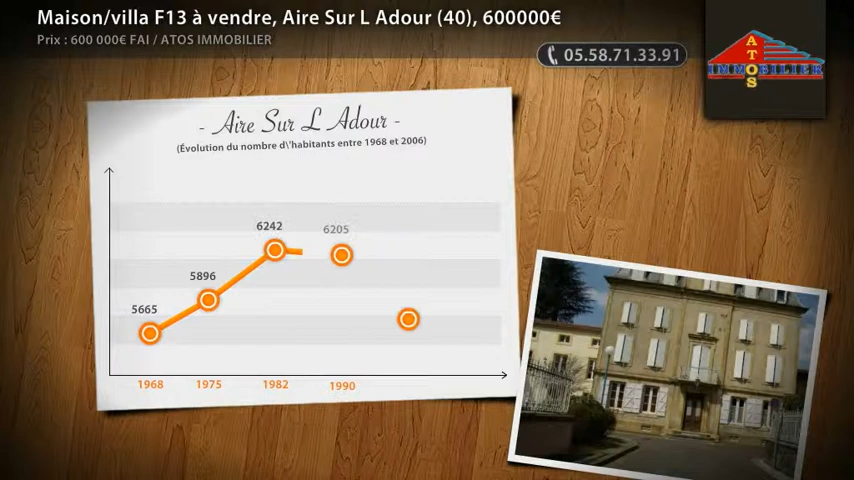 Maison/villa F13 à vendre, Aire Sur L Adour (40), 600000€
Prix : 600 000€ FAI / ATOS IMMOBILIER
05.58.71.33.91
ATOS
IMMOBILIER
- Aire Sur L Adour -
(Évolution du nombre d\'habitants entre 1968 et 2006)
6242
6205
5896
5665
1968 1975 1982 1990